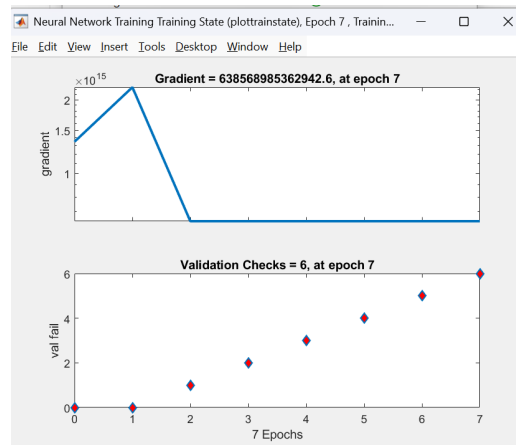 Neural Network Training Training State (plottrainstate), Epoch 7 , Trainin...
File Edit View Insert Tools Desktop Window Help
×10¹⁵
Gradient = 638568985362942.6, at epoch 7
2
1.5
1
gradient
Validation Checks = 6, at epoch 7
6
4
2
0
val fail
0 1 2 3 4 5 6 7
7 Epochs